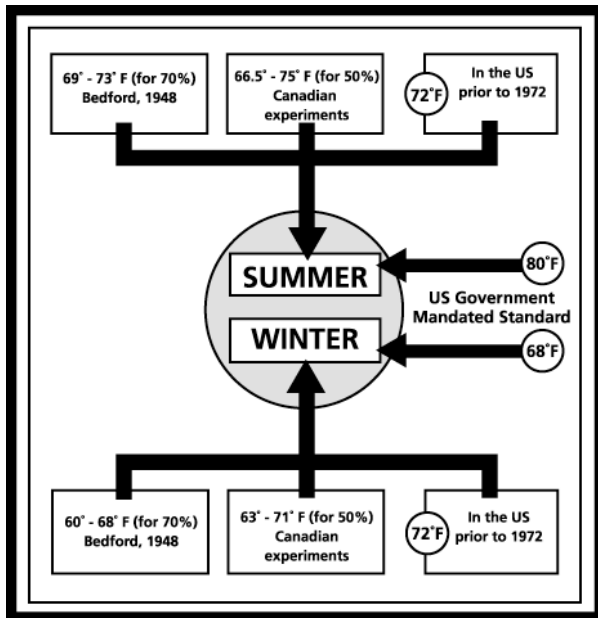 69° - 73° F (for 70%)
Bedford, 1948
66.5° - 75° F (for 50%)
Canadian
experiments
72°F
In the US
prior to 1972
SUMMER
80°F
US Government
Mandated Standard
WINTER
68°F
60° - 68° F (for 70%)
Bedford, 1948
63° - 71° F (for 50%)
Canadian
experiments
72°F
In the US
prior to 1972